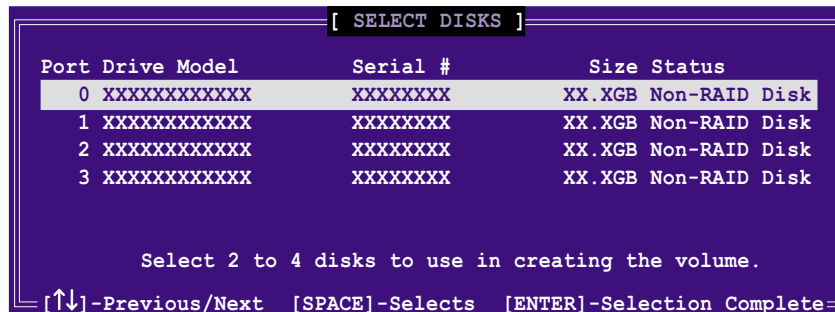 [ SELECT DISKS ]
Port Drive Model Serial # Size Status
0 XXXXXXXXXXXX XXXXXXXX XX.XGB Non-RAID Disk
1 XXXXXXXXXXXX XXXXXXXX XX.XGB Non-RAID Disk
2 XXXXXXXXXXXX XXXXXXXX XX.XGB Non-RAID Disk
3 XXXXXXXXXXXX XXXXXXXX XX.XGB Non-RAID Disk
Select 2 to 4 disks to use in creating the volume.
[↑↓]-Previous/Next [SPACE]-Selects [ENTER]-Selection Complete